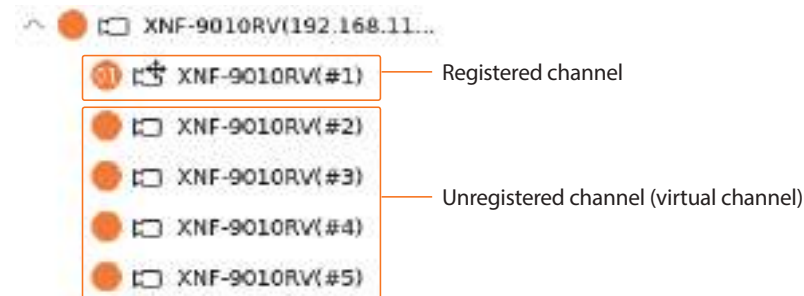 XNF-9010RV(192.168.11...
01 XNF-9010RV(#1) Registered channel
XNF-9010RV(#2)
XNF-9010RV(#3)
Unregistered channel (virtual channel)
XNF-9010RV(#4)
XNF-9010RV(#5)